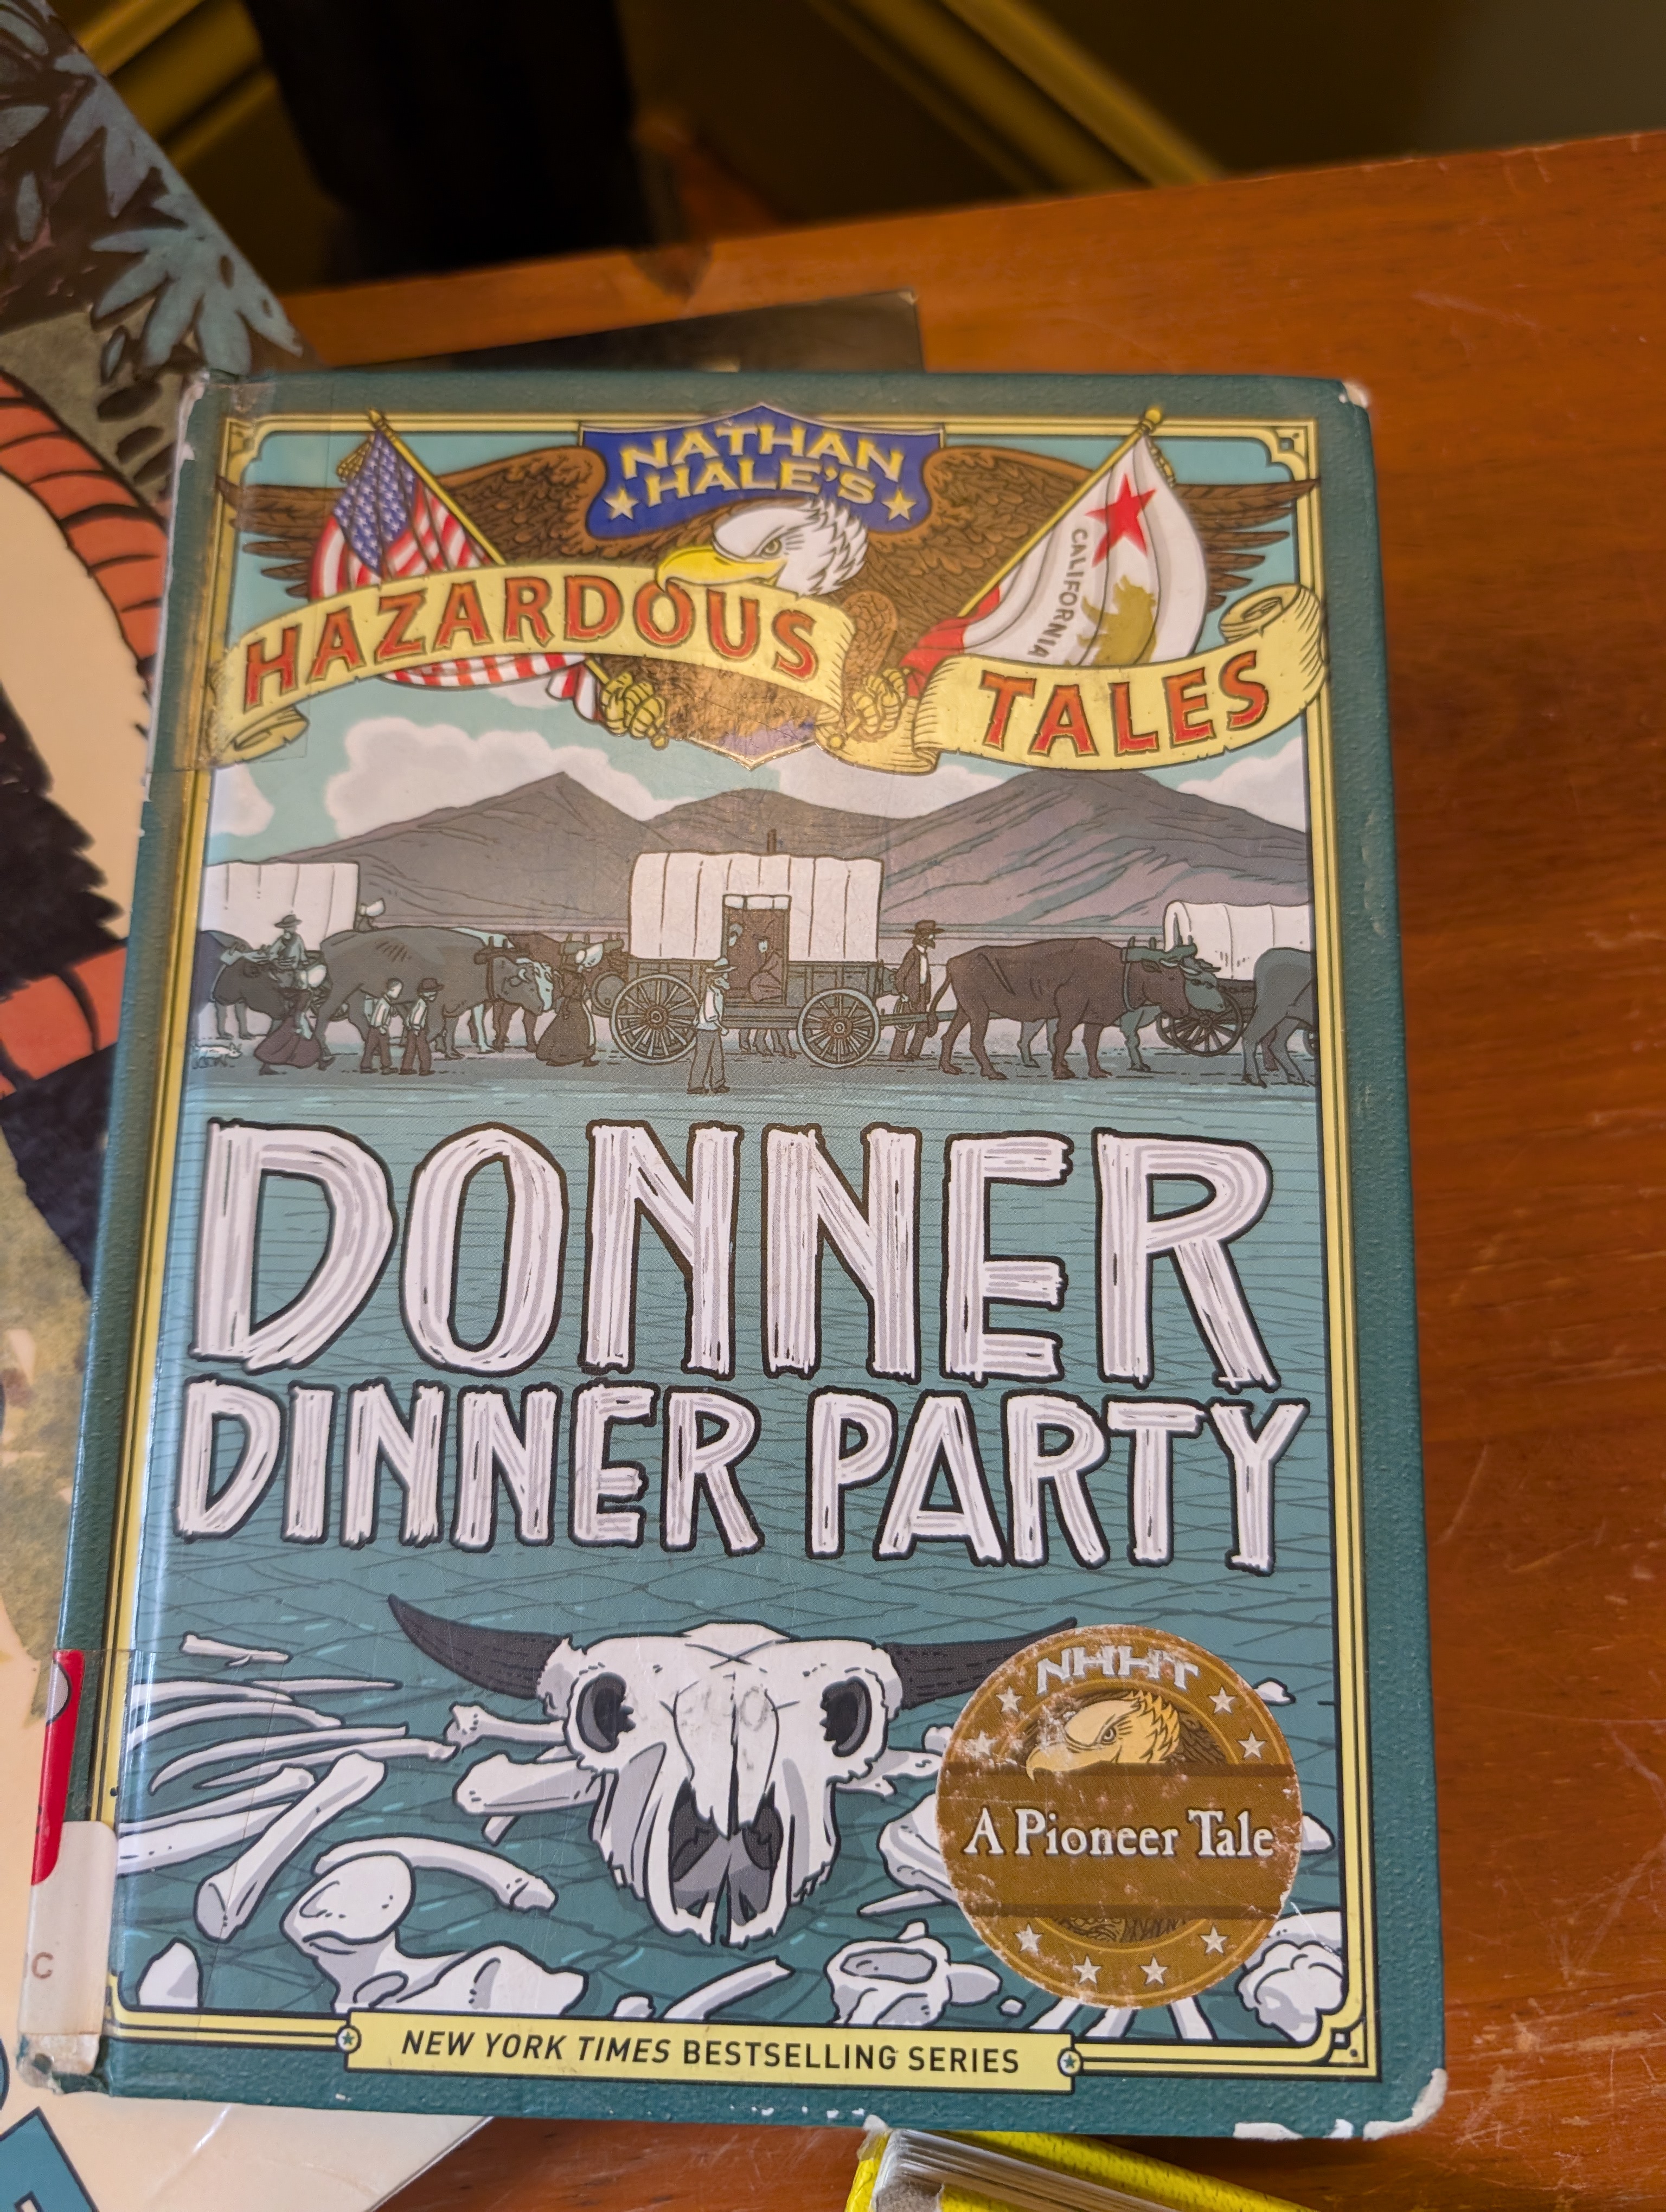 NATHAN
HALE'S
HAZARDOUS
TALES
CALIFORNIA
DONNER
DINNER PARTY
NHHT
A Pioneer Tale
C
NEW YORK TIMES BESTSELLING SERIES